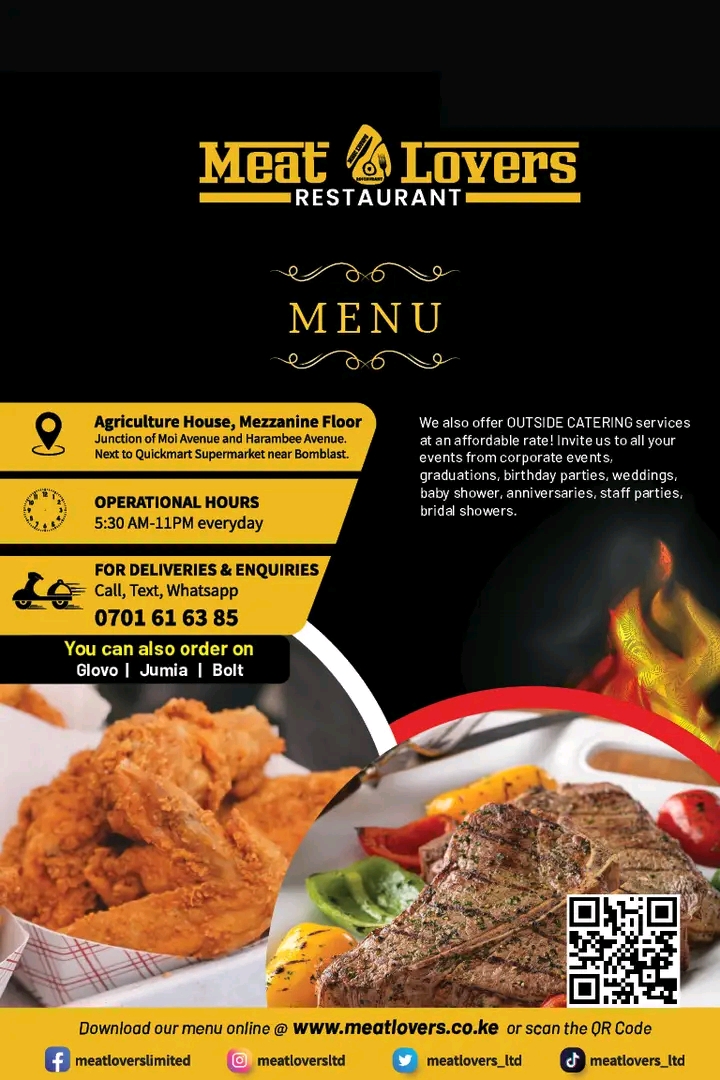 Meat Lovers
RESTAURANT
MENU
Agriculture House, Mezzanine Floor
Junction of Moi Avenue and Harambee Avenue.
Next to Quickmart Supermarket near Bomblast.
OPERATIONAL HOURS
5:30 AM-11PM everyday
FOR DELIVERIES & ENQUIRIES
Call, Text, Whatsapp
0701 61 63 85
You can also order on
Glovo | Jumia | Bolt
We also offer OUTSIDE CATERING services
at an affordable rate! Invite us to all your
events from corporate events,
graduations, birthday parties, weddings,
baby shower, anniversaries, staff parties,
bridal showers.
Download our menu online @ www.meatlovers.co.ke or scan the QR Code
meatloverslimited meatloversltd meatlovers_ltd meatlovers_ltd